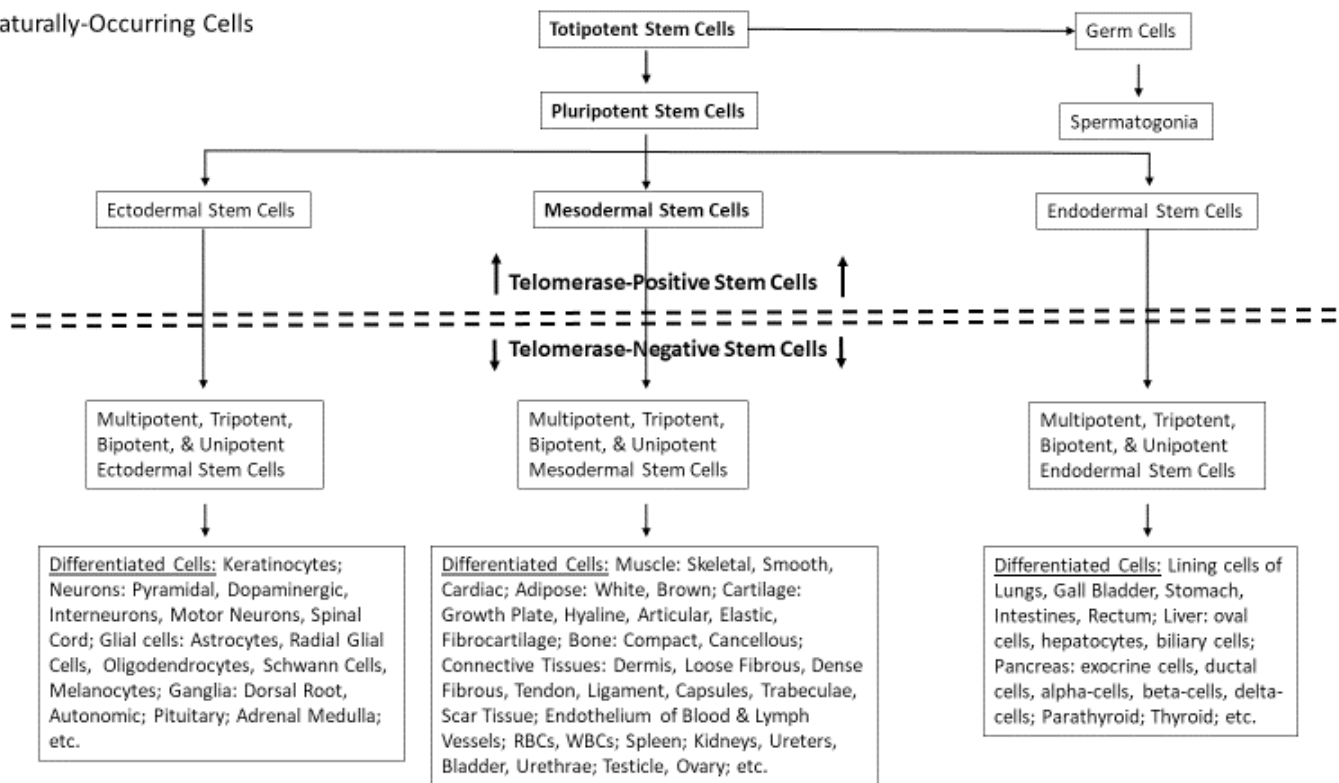 aturally-Occurring Cells
Totipotent Stem Cells
Germ Cells
Pluripotent Stem Cells
Spermatogonia
Ectodermal Stem Cells
Mesodermal Stem Cells
Endodermal Stem Cells
Telomerase-Positive Stem Cells
Telomerase-Negative Stem Cells
Multipotent, Tripotent,
Bipotent, & Unipotent
Ectodermal Stem Cells
Multipotent, Tripotent,
Bipotent, & Unipotent
Mesodermal Stem Cells
Multipotent, Tripotent,
Bipotent, & Unipotent
Endodermal Stem Cells
Differentiated Cells: Keratinocytes;
Neurons: Pyramidal, Dopaminergic,
Interneurons, Motor Neurons, Spinal
Cord; Glial cells: Astrocytes, Radial Glial
Cells, Oligodendrocytes, Schwann Cells,
Melanocytes; Ganglia: Dorsal Root,
Autonomic; Pituitary; Adrenal Medulla;
etc.
Differentiated Cells: Muscle: Skeletal, Smooth,
Cardiac; Adipose: White, Brown; Cartilage:
Growth Plate, Hyaline, Articular, Elastic,
Fibrocartilage; Bone: Compact, Cancellous;
Connective Tissues: Dermis, Loose Fibrous, Dense
Fibrous, Tendon, Ligament, Capsules, Trabeculae,
Scar Tissue; Endothelium of Blood & Lymph
Vessels; RBCs, WBCs; Spleen; Kidneys, Ureters,
Bladder, Urethrae; Testicle, Ovary; etc.
Differentiated Cells: Lining cells of
Lungs, Gall Bladder, Stomach,
Intestines, Rectum; Liver: oval
cells, hepatocytes, biliary cells;
Pancreas: exocrine cells, ductal
cells, alpha-cells, beta-cells, delta-
cells; Parathyroid; Thyroid; etc.